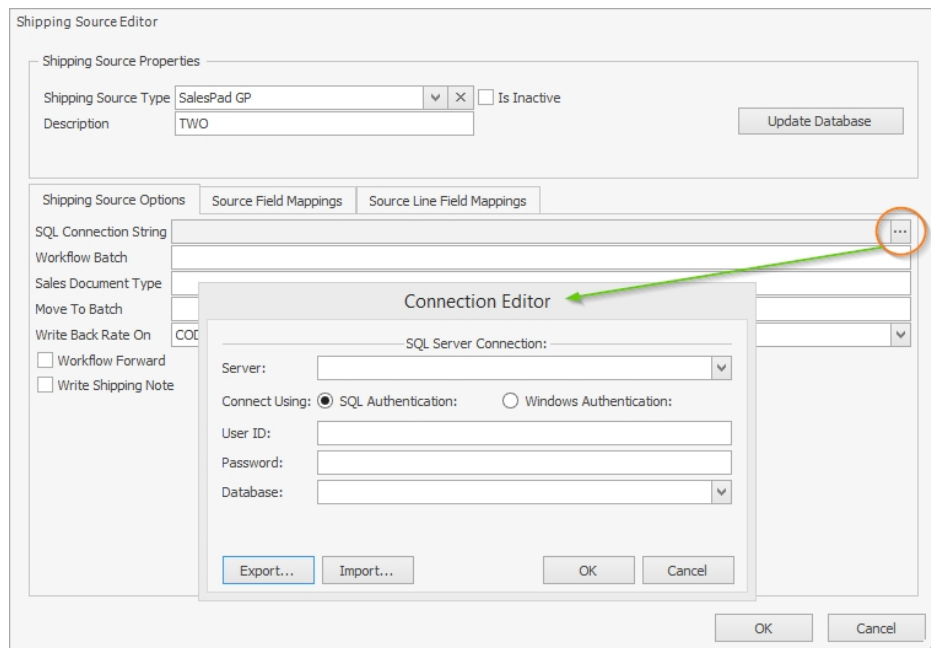 Shipping Source Editor
Shipping Source Properties
Shipping Source Type SalesPad GP Is Inactive
Description TWO Update Database
Shipping Source Options Source Field Mappings Source Line Field Mappings
SQL Connection String ...
Workflow Batch
Sales Document Type
Move To Batch
Write Back Rate On COD
Workflow Forward
Write Shipping Note
Connection Editor
SQL Server Connection:
Server:
Connect Using: SQL Authentication: Windows Authentication:
User ID:
Password:
Database:
Export... Import... OK Cancel
OK Cancel